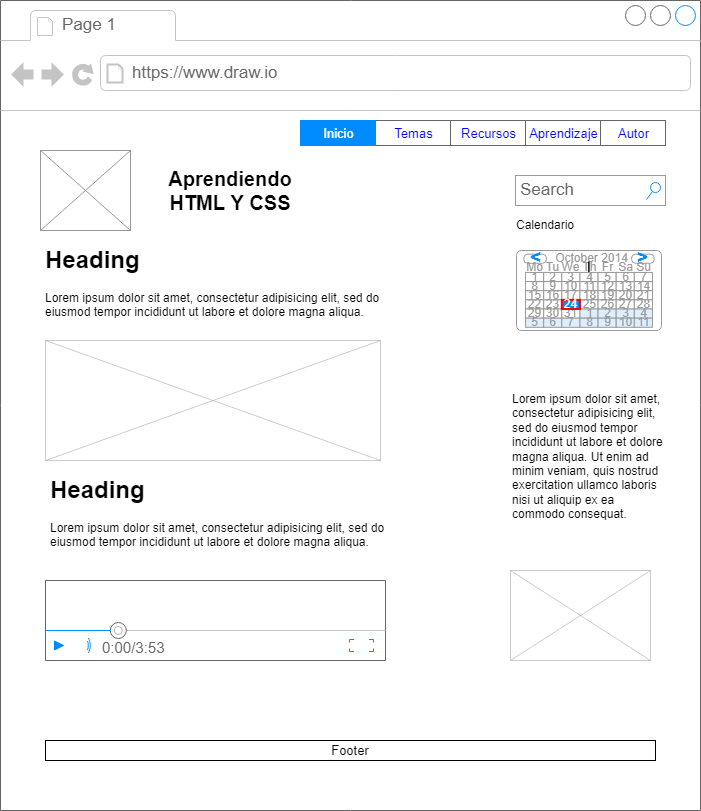 Page 1
https://www.draw.io
Inicio Temas Recursos Aprendizaje Autor
Aprendiendo
HTML Y CSS
Search
Calendario
Heading
Lorem ipsum dolor sit amet, consectetur adipisicing elit, sed do
eiusmod tempor incididunt ut labore et dolore magna aliqua.
< October 2014 >
Mo Tu We Th Fr Sa Su
1 2 3 4 5 6 7
8 9 10 11 12 13 14
15 16 17 18 19 20 21
22 23 24 25 26 27 28
29 30 31 1 2 3 4
5 6 7 8 9 10 11
Heading
Lorem ipsum dolor sit amet, consectetur adipisicing elit, sed do
eiusmod tempor incididunt ut labore et dolore magna aliqua.
0:00/3:53
Lorem ipsum dolor sit amet,
consectetur adipisicing elit,
sed do eiusmod tempor
incididunt ut labore et dolore
magna aliqua. Ut enim ad
minim veniam, quis nostrud
exercitation ullamco laboris
nisi ut aliquip ex ea
commodo consequat.
Footer